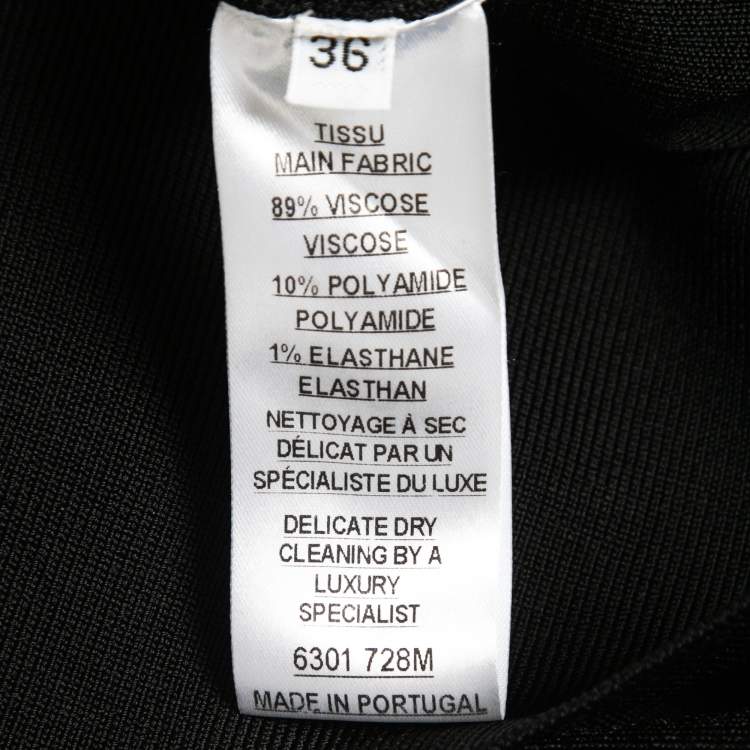 36
TISSU
MAIN FABRIC
89% VISCOSE
VISCOSE
10% POLYAMIDE
POLYAMIDE
1% ELASTHANE
ELASTHAN
NETTOYAGE À SEC
DÉLICAT PAR UN
SPÉCIALISTE DU LUXE
DELICATE DRY
CLEANING BY A
LUXURY
SPECIALIST
6301 728M
MADE IN PORTUGAL